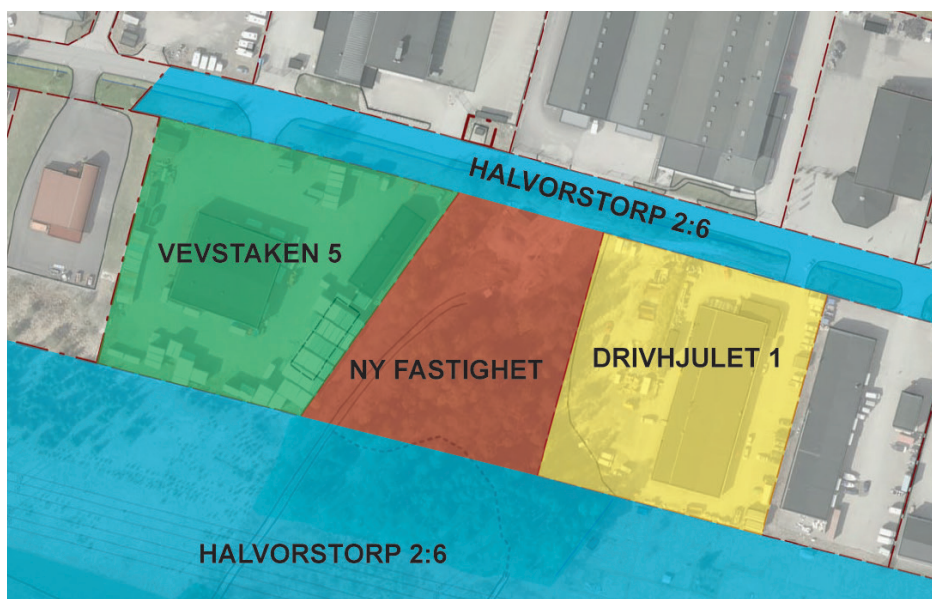 HALVORSTORP 2:6
VEVSTAKEN 5
NY FASTIGHET
DRIVHJULET 1
HALVORSTORP 2:6